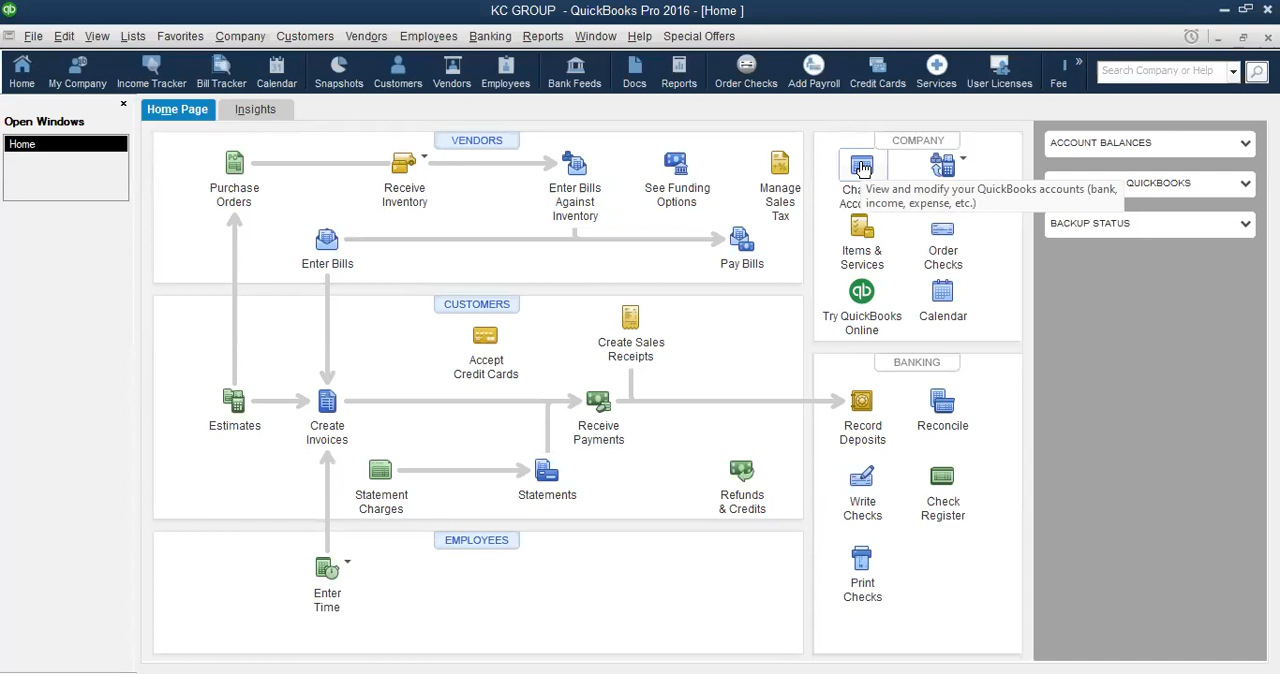 KC GROUP - QuickBooks Pro 2016 - [Home ]
File Edit View Lists Favorites Company Customers Vendors Employees Banking Reports Window Help Special Offers
Home My Company Income Tracker Bill Tracker Calendar Snapshots Customers Vendors Employees Bank Feeds Docs Reports Order Checks Add Payroll Credit Cards Services User Licenses Fee »
Search Company or Help
Open Windows
Home
Home Page
Insights
VENDORS
Purchase
Orders
Receive
Inventory
Enter Bills
Against
Inventory
See Funding
Options
Manage
Sales
Tax
Enter Bills
Pay Bills
CUSTOMERS
Accept
Credit Cards
Create Sales
Receipts
Estimates
Create
Invoices
Receive
Payments
Statement
Charges
Statements
Refunds
& Credits
EMPLOYEES
Enter
Time
COMPANY
View and modify your QuickBooks accounts (bank,
income, expense, etc.)
Items &
Services
Order
Checks
qb
Try QuickBooks
Online
Calendar
BANKING
Record
Deposits
Reconcile
Write
Checks
Check
Register
Print
Checks
ACCOUNT BALANCES
QUICKBOOKS
BACKUP STATUS